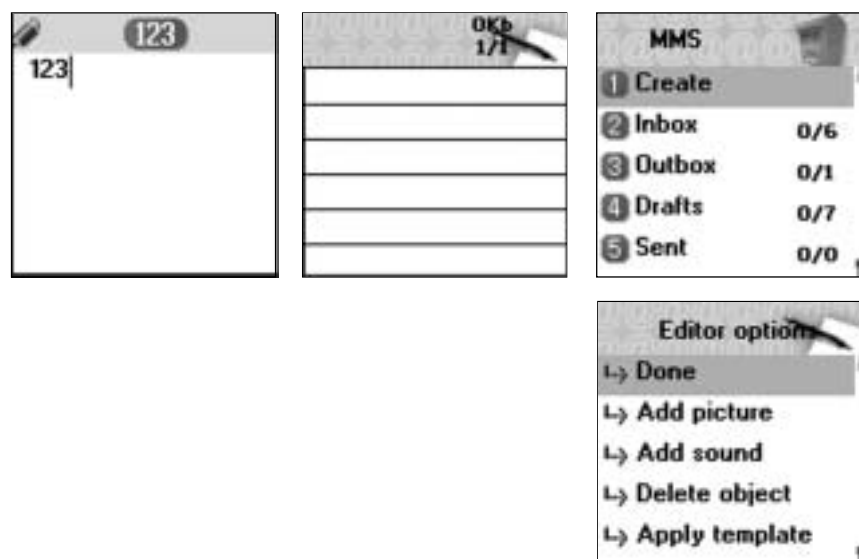 123
123
0Kb
1/1
MMS
1 Create
2 Inbox 0/6
3 Outbox 0/1
4 Drafts 0/7
5 Sent 0/0
Editor options
Done
Add picture
Add sound
Delete object
Apply template